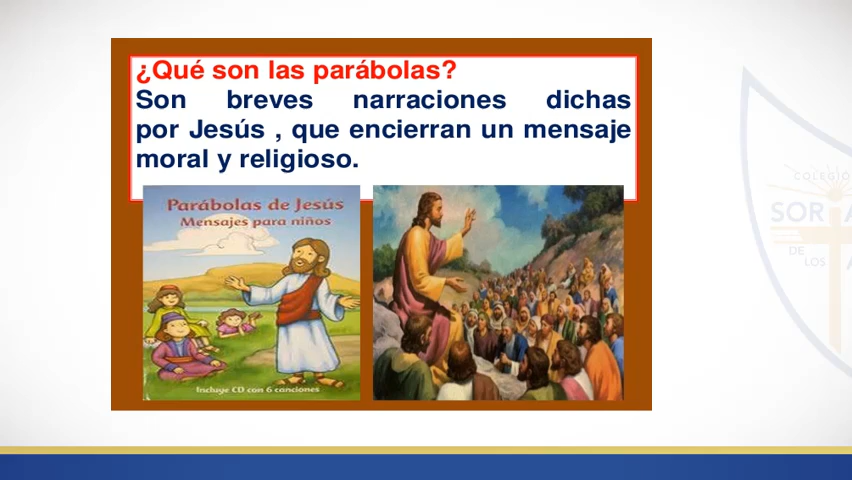 ¿Qué son las parábolas?
Son breves narraciones dichas
por Jesús , que encierran un mensaje
moral y religioso.
Parábolas de Jesús
Mensajes para niños
Incluye CD con 6 canciones
COLEGIO
SOR
DE
LOS